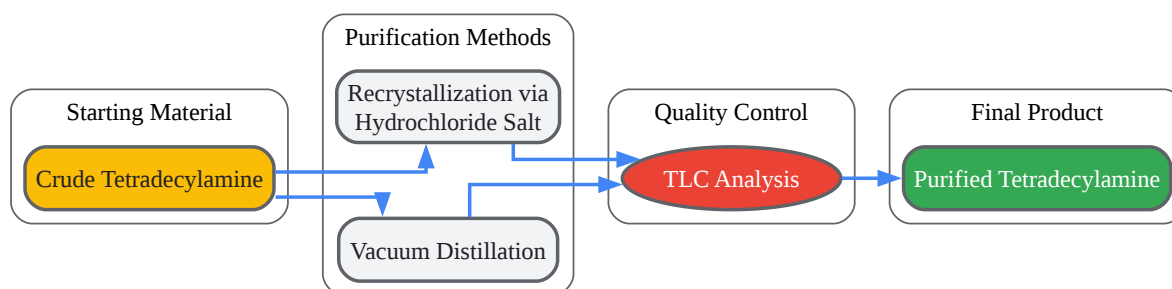 Starting Material
Crude Tetradecylamine
Purification Methods
Recrystallization via
Hydrochloride Salt
Vacuum Distillation
Quality Control
TLC Analysis
Final Product
Purified Tetradecylamine